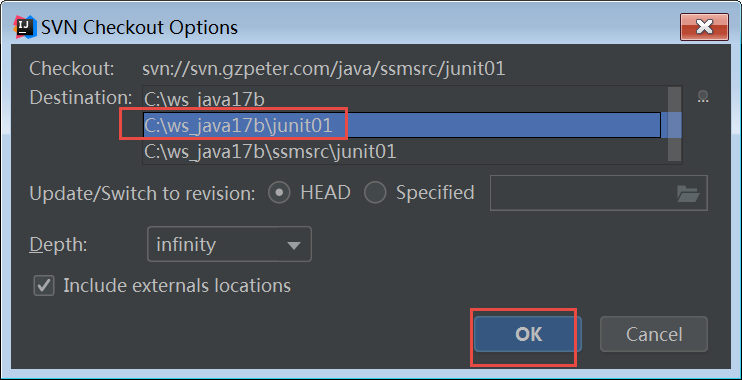 SVN Checkout Options
Checkout: svn://svn.gzpeter.com/java/ssmsrc/junit01
Destination: C:\ws_java17b
...
C:\ws_java17b\junit01
C:\ws_java17b\ssmsrc\junit01
Update/Switch to revision: HEAD Specified
Depth: infinity
Include externals locations
OK Cancel